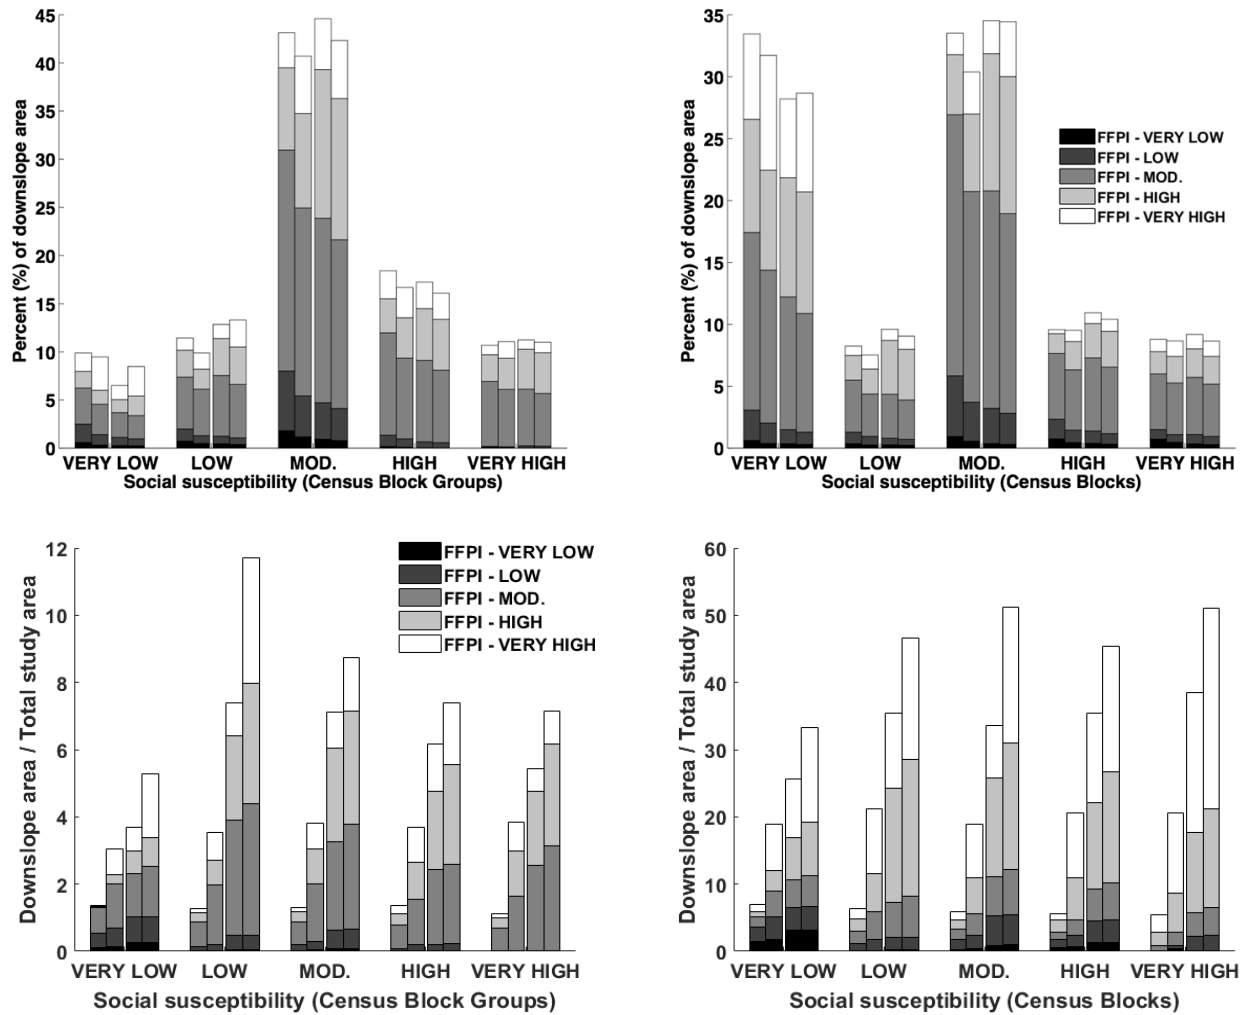 Percent (%) of downslope area
45
40
35
30
25
20
15
10
5
0
VERY LOW LOW MOD. HIGH VERY HIGH
Social susceptibility (Census Block Groups)
Percent (%) of downslope area
35
30
25
20
15
10
5
0
FFPI - VERY LOW
FFPI - LOW
FFPI - MOD.
FFPI - HIGH
FFPI - VERY HIGH
VERY LOW LOW MOD. HIGH VERY HIGH
Social susceptibility (Census Blocks)
Downslope area / Total study area
12
10
8
6
4
2
0
FFPI - VERY LOW
FFPI - LOW
FFPI - MOD.
FFPI - HIGH
FFPI - VERY HIGH
VERY LOW LOW MOD. HIGH VERY HIGH
Social susceptibility (Census Block Groups)
Downslope area / Total study area
60
50
40
30
20
10
0
VERY LOW LOW MOD. HIGH VERY HIGH
Social susceptibility (Census Blocks)